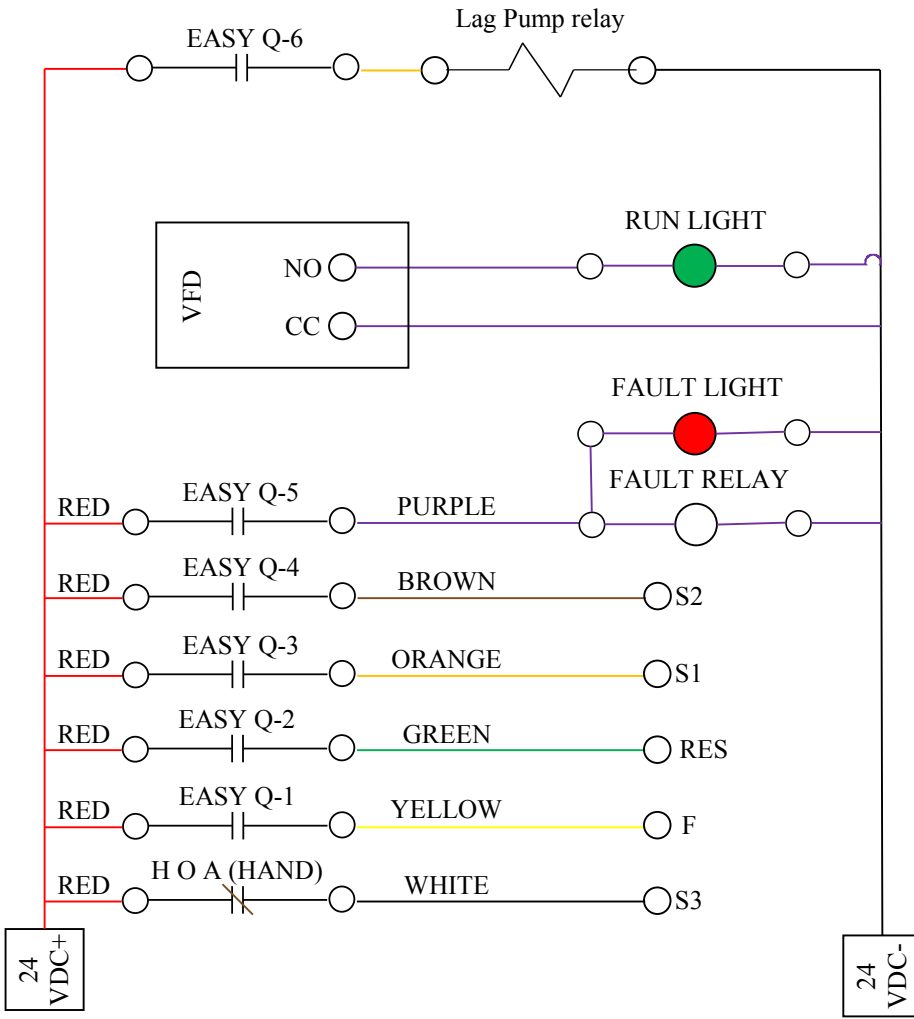 Lag Pump relay
EASY Q-6
RUN LIGHT
NO
VFD
CC
FAULT LIGHT
FAULT RELAY
RED
EASY Q-5
PURPLE
RED
EASY Q-4
BROWN
S2
RED
EASY Q-3
ORANGE
S1
RED
EASY Q-2
GREEN
RES
RED
EASY Q-1
YELLOW
F
RED
H O A (HAND)
WHITE
S3
24
VDC+
24
VDC-